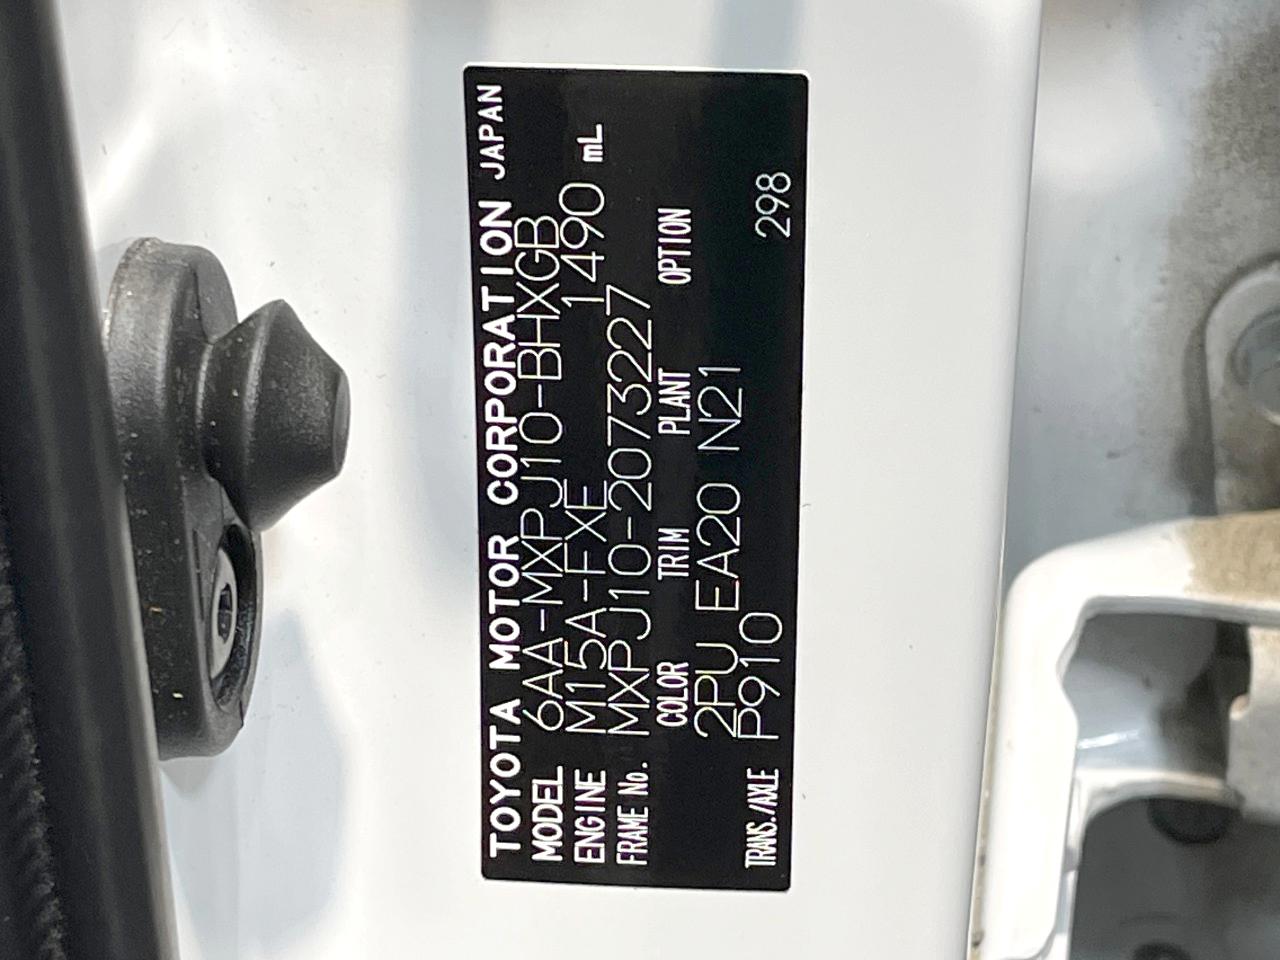 TOYOTA MOTOR CORPORATION JAPAN
MODEL 6AA-MXPJ10-BHXGB
ENGINE M15A-FXE 1490 mL
FRAME No. MXPJ10-2073227
COLOR TRIM PLANT OPTION
2PU EA20 N21
TRANS./AXLE P910 298